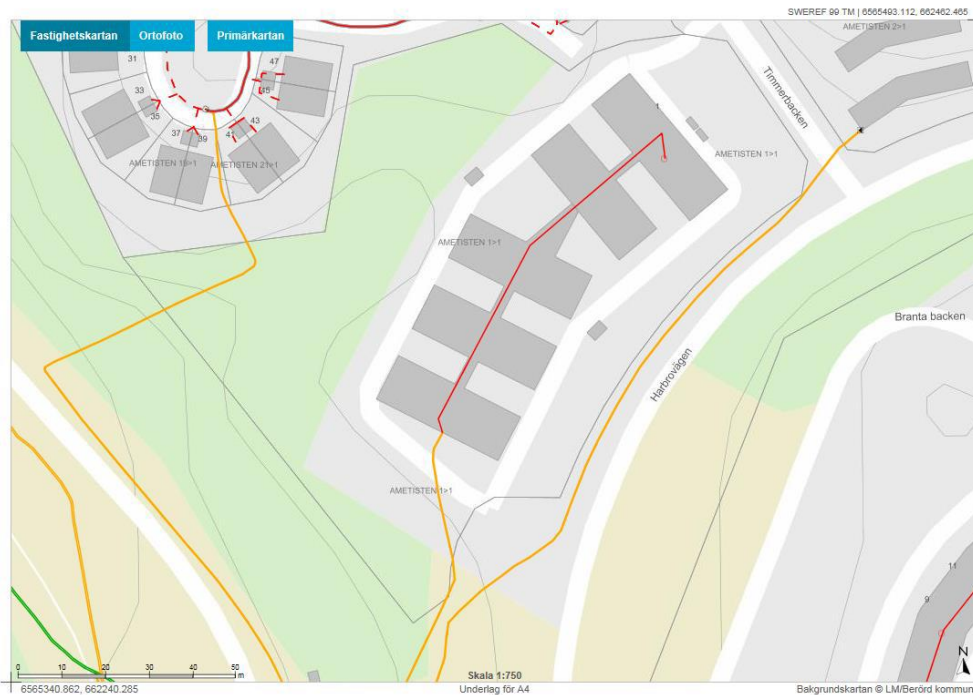 SWEREF 99 TM | 6565493.112, 662462.465
Fastighetskartan
Ortofoto
Primärkartan
AMETISTEN 2>1
31
47
33
45
35
43
37
39
41
1
Timmerbacken
AMETISTEN 19>1
AMETISTEN 21>1
AMETISTEN 1>1
AMETISTEN 1>1
Branta backen
Harbrovägen
AMETISTEN 1>1
11
9
N
0 10 20 30 40 50
m
Skala 1:750
6565340.862, 662240.285
Underlag för A4
Bakgrundskartan © LM/Berörd kommun